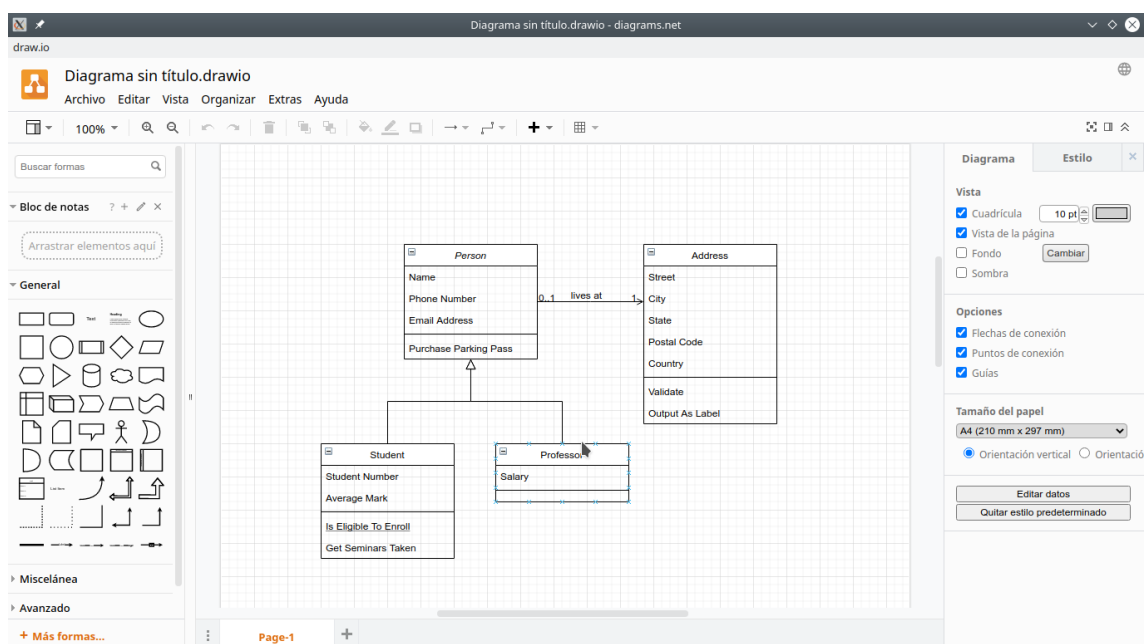 Diagrama sin título.drawio - diagrams.net
draw.io
Diagrama sin título.drawio
Archivo Editar Vista Organizar Extras Ayuda
100%
Buscar formas
Bloc de notas ? +
Arrastrar elementos aquí
General
Text
Heading
List Item
Miscelánea
Avanzado
+ Más formas...
Person
Name
Phone Number
Email Address
Purchase Parking Pass
0..1 lives at 1
Address
Street
City
State
Postal Code
Country
Validate
Output As Label
Student
Student Number
Average Mark
Is Eligible To Enroll
Get Seminars Taken
Professor
Salary
Page-1
Diagrama Estilo
Vista
Cuadrícula 10 pt
Vista de la página
Fondo Cambiar
Sombra
Opciones
Flechas de conexión
Puntos de conexión
Guías
Tamaño del papel
A4 (210 mm x 297 mm)
Orientación vertical Orientació
Editar datos
Quitar estilo predeterminado